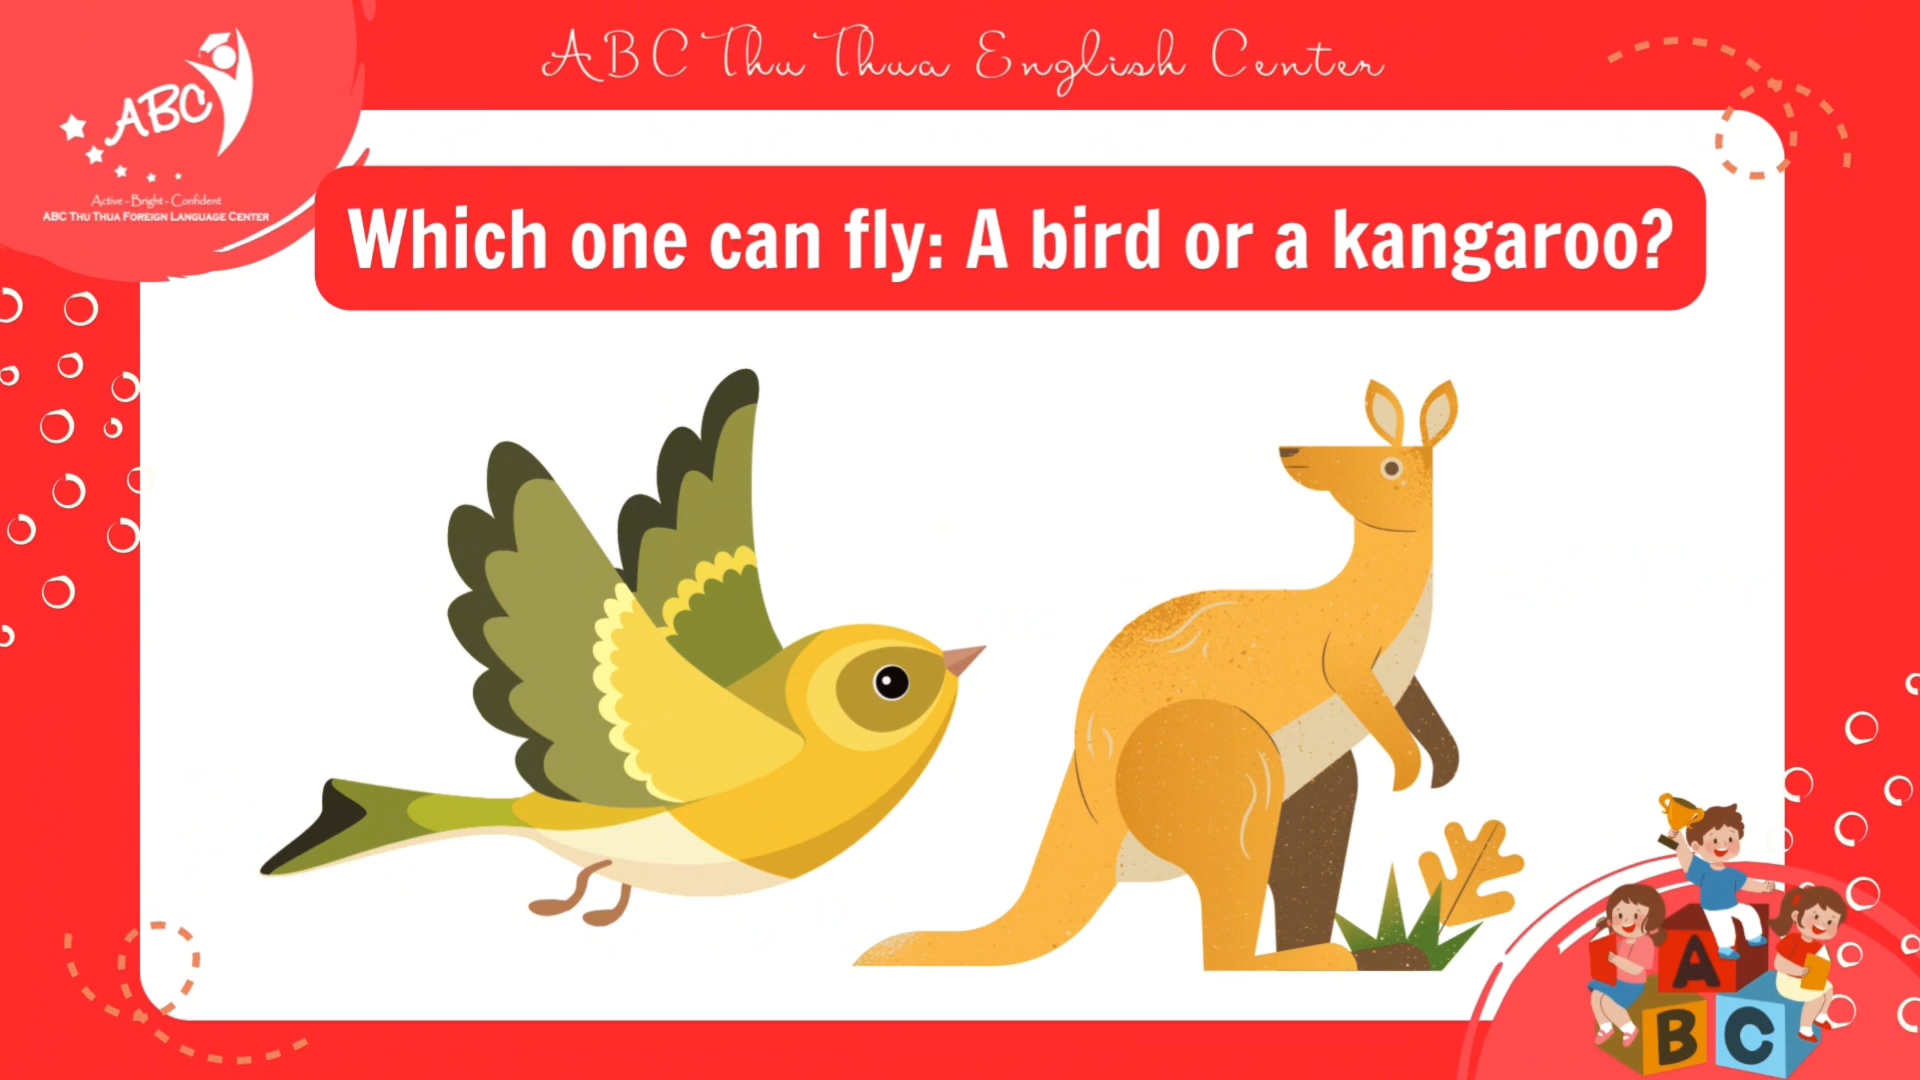 ABC Thu Thua English Center
ABC
Active - Bright - Confident
ABC THU THUA FOREIGN LANGUAGE CENTER
Which one can fly: A bird or a kangaroo?
A
B C